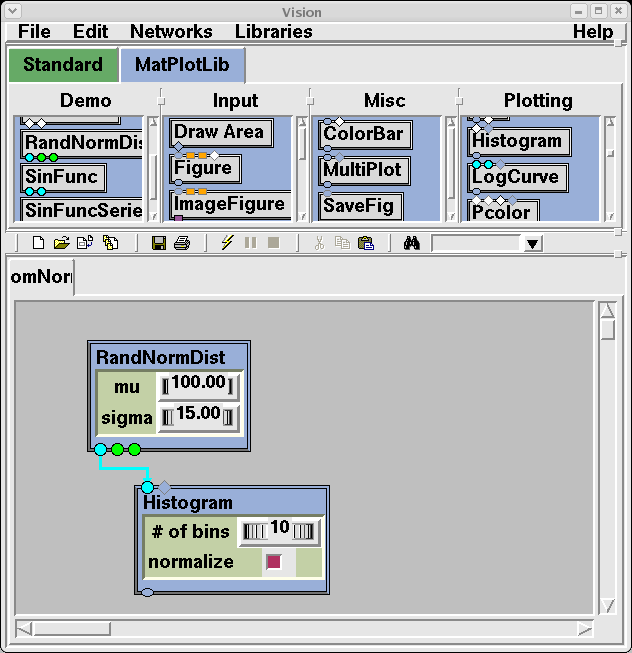 Vision
File Edit Networks Libraries Help
Standard MatPlotLib
Demo Input Misc Plotting
RandNormDis
SinFunc
SinFuncSerie
Draw Area
Figure
ImageFigure
ColorBar
MultiPlot
SaveFig
Histogram
LogCurve
Pcolor
omNor
RandNormDist
mu 100.00
sigma 15.00
Histogram
# of bins 10
normalize